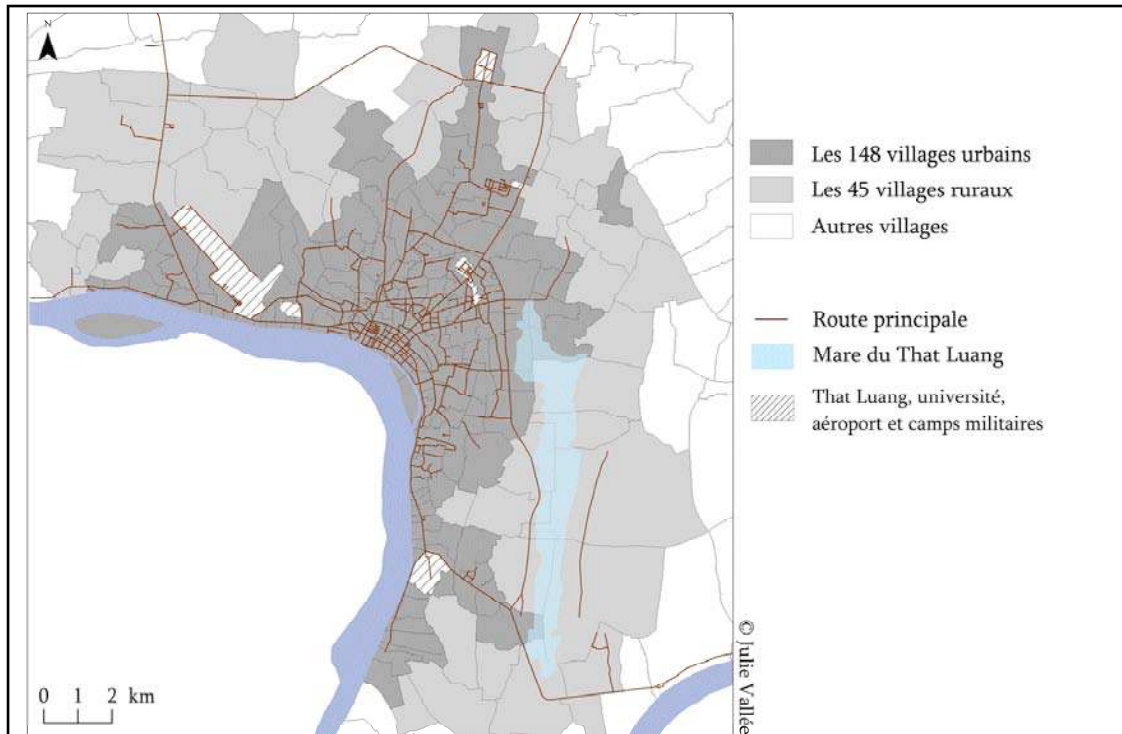 N
Les 148 villages urbains
Les 45 villages ruraux
Autres villages
Route principale
Mare du That Luang
That Luang, université,
aéroport et camps militaires
© Julie Vallée
0 1 2 km